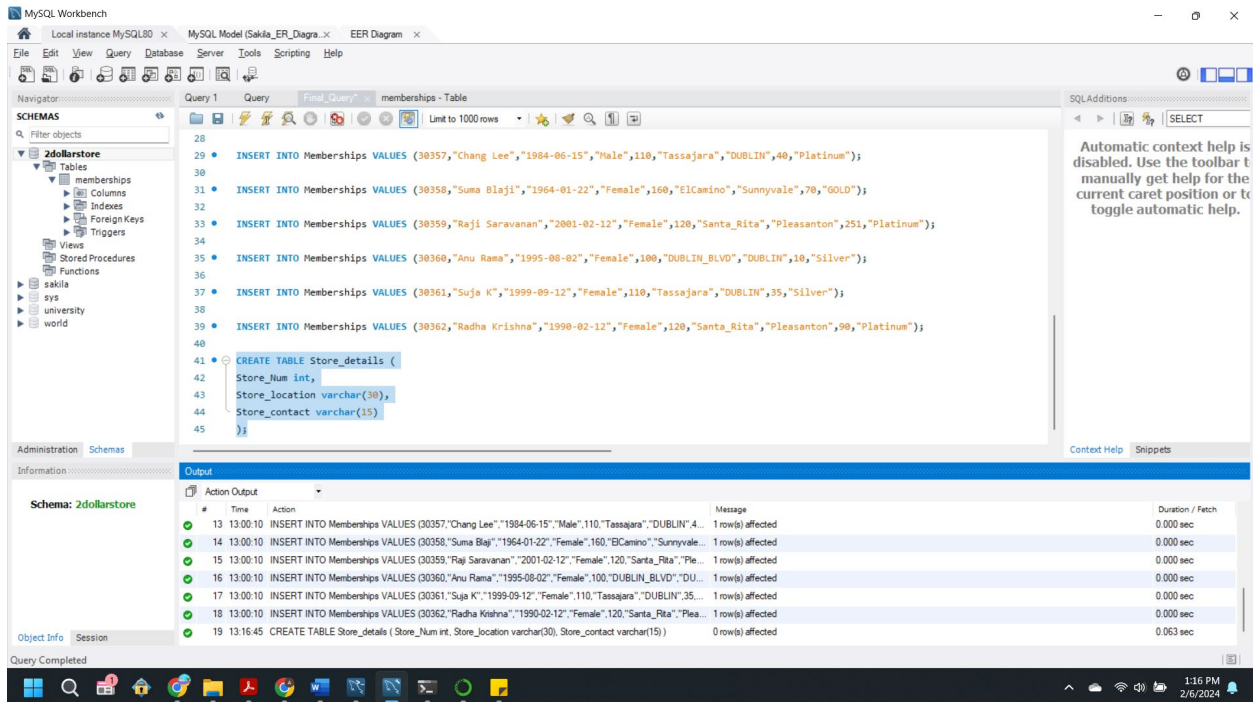 MySQL Workbench
Local instance MySQL80 × MySQL Model (Sakila_ER_Diagra..× EER Diagram ×
File Edit View Query Database Server Tools Scripting Help
Navigator
Query 1 Query Final_Query* × memberships - Table
SQLAdditions
SCHEMAS
Limit to 1000 rows
SELECT
Filter objects
2dollarstore
Tables
memberships
Columns
Indexes
Foreign Keys
Triggers
Views
Stored Procedures
Functions
sakila
sys
university
world
28
29 INSERT INTO Memberships VALUES (30357,"Chang Lee","1984-06-15","Male",110,"Tassajara","DUBLIN",40,"Platinum");
30
31 INSERT INTO Memberships VALUES (30358,"Suma Blaji","1964-01-22","Female",160,"ElCamino","Sunnyvale",70,"GOLD");
32
33 INSERT INTO Memberships VALUES (30359,"Raji Saravanan","2001-02-12","Female",120,"Santa_Rita","Pleasanton",251,"Platinum");
34
35 INSERT INTO Memberships VALUES (30360,"Anu Rama","1995-08-02","Female",100,"DUBLIN_BLVD","DUBLIN",10,"Silver");
36
37 INSERT INTO Memberships VALUES (30361,"Suja K","1999-09-12","Female",110,"Tassajara","DUBLIN",35,"Silver");
38
39 INSERT INTO Memberships VALUES (30362,"Radha Krishna","1990-02-12","Female",120,"Santa_Rita","Pleasanton",90,"Platinum");
40
41 CREATE TABLE Store_details (
42 Store_Num int,
43 Store_location varchar(30),
44 Store_contact varchar(15)
45 );
Automatic context help is
disabled. Use the toolbar t
manually get help for the
current caret position or to
toggle automatic help.
Administration Schemas
Context Help Snippets
Information
Schema: 2dollarstore
Object Info Session
Output
Action Output
# Time Action Message Duration / Fetch
13 13:00:10 INSERT INTO Memberships VALUES (30357,"Chang Lee","1984-06-15","Male",110,"Tassajara","DUBLIN",4... 1 row(s) affected 0.000 sec
14 13:00:10 INSERT INTO Memberships VALUES (30358,"Suma Blaji","1964-01-22","Female",160,"ElCamino","Sunnyvale... 1 row(s) affected 0.000 sec
15 13:00:10 INSERT INTO Memberships VALUES (30359,"Raji Saravanan","2001-02-12","Female",120,"Santa_Rita","Ple... 1 row(s) affected 0.000 sec
16 13:00:10 INSERT INTO Memberships VALUES (30360,"Anu Rama","1995-08-02","Female",100,"DUBLIN_BLVD","DU... 1 row(s) affected 0.000 sec
17 13:00:10 INSERT INTO Memberships VALUES (30361,"Suja K","1999-09-12","Female",110,"Tassajara","DUBLIN",35,... 1 row(s) affected 0.000 sec
18 13:00:10 INSERT INTO Memberships VALUES (30362,"Radha Krishna","1990-02-12","Female",120,"Santa_Rita","Plea... 1 row(s) affected 0.000 sec
19 13:16:45 CREATE TABLE Store_details ( Store_Num int, Store_location varchar(30), Store_contact varchar(15) ) 0 row(s) affected 0.063 sec
Query Completed
1:16 PM
2/6/2024